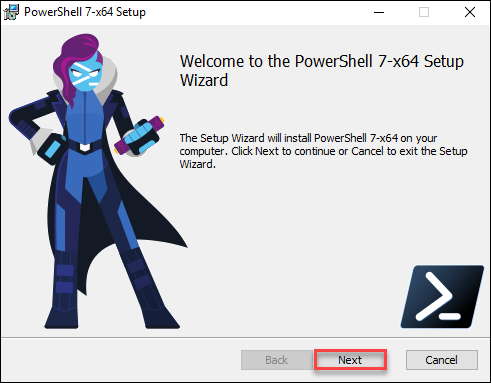 PowerShell 7-x64 Setup
Welcome to the PowerShell 7-x64 Setup
Wizard
The Setup Wizard will install PowerShell 7-x64 on your
computer. Click Next to continue or Cancel to exit the Setup
Wizard.
Back
Next
Cancel